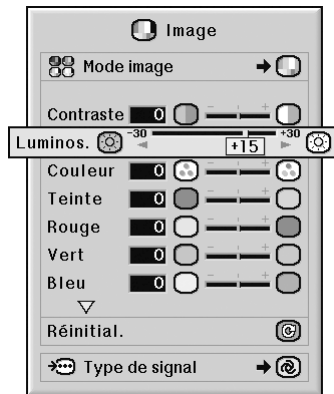 Image
Mode image
Contraste 0
Luminos. -30 +15 +30
Couleur 0
Teinte 0
Rouge 0
Vert 0
Bleu 0
Réinitial.
Type de signal